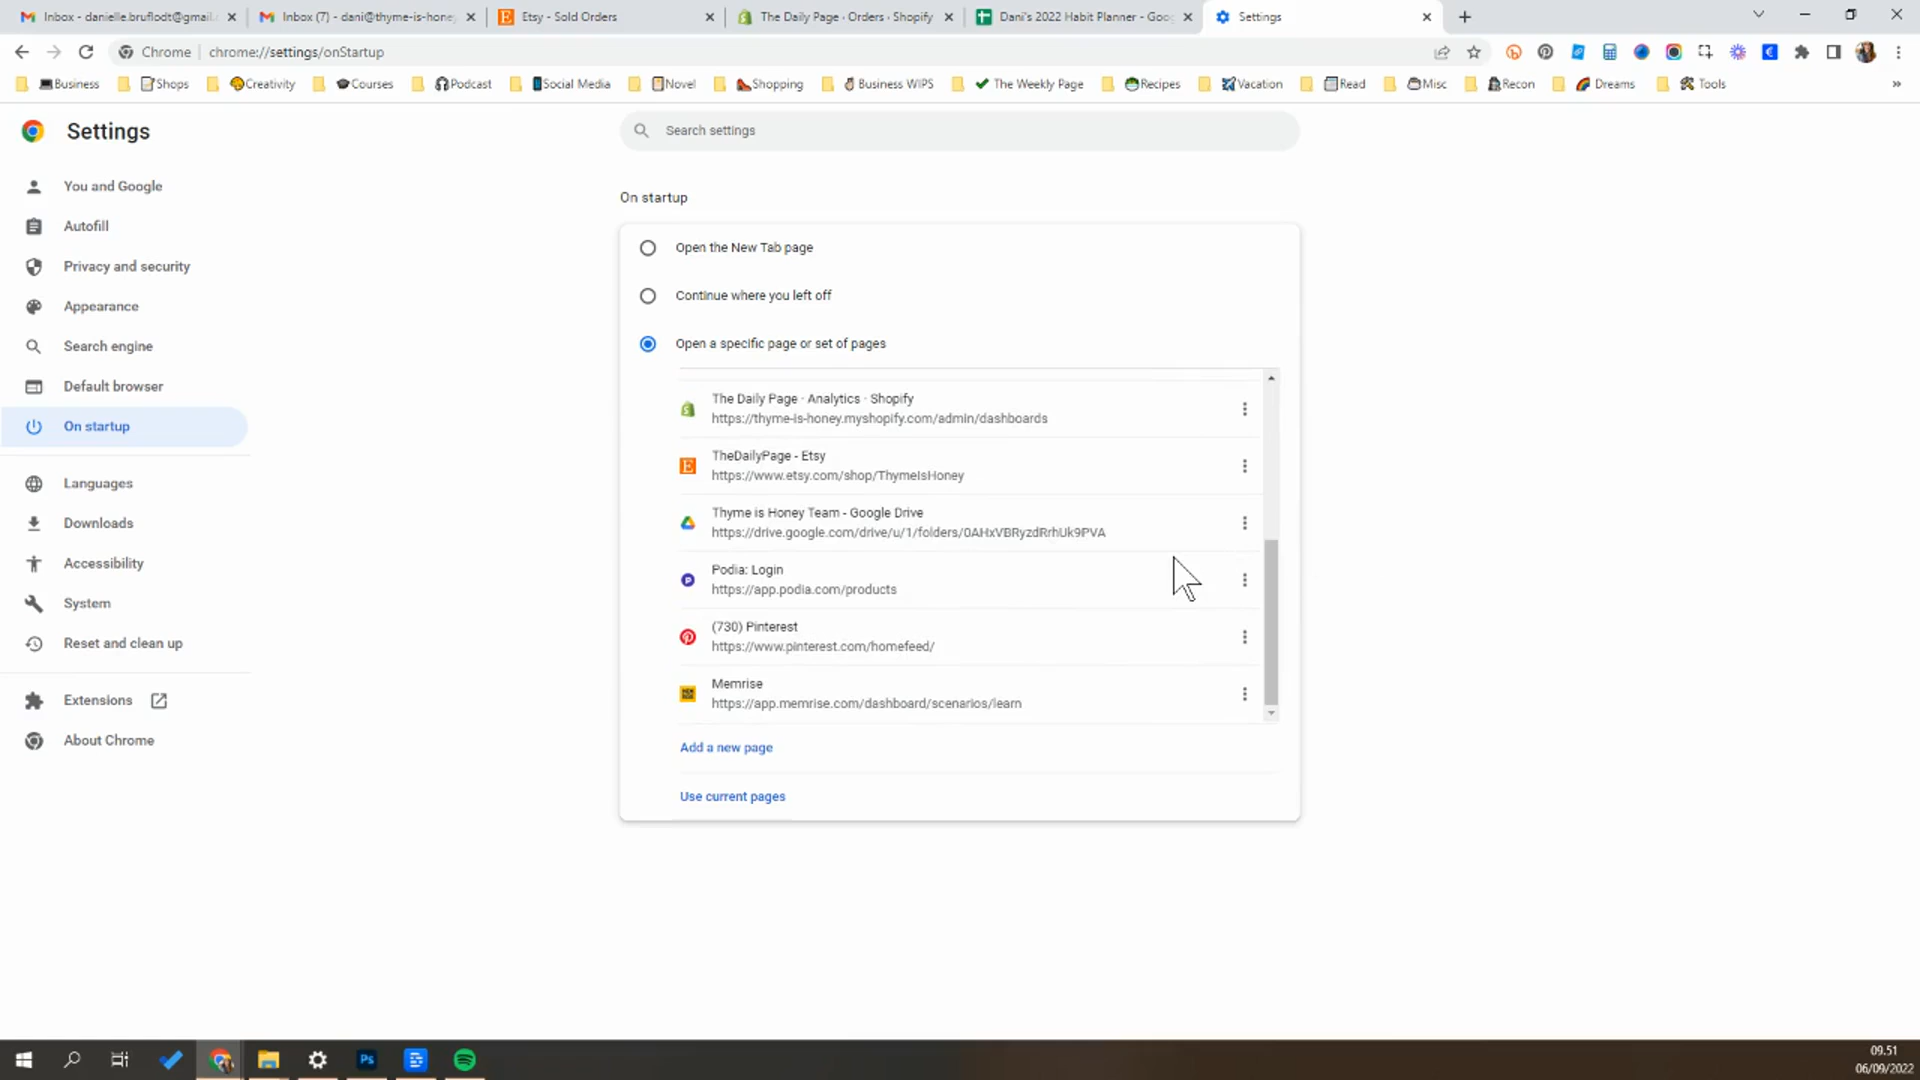 Inbox - danielle.bruflodt@gmail.
Inbox (7) - dani@thyme-is-hone
Etsy - Sold Orders
The Daily Page · Orders · Shopify
Dani's 2022 Habit Planner - Goo
Settings
Chrome
chrome://settings/onStartup
Business
Shops
Creativity
Courses
Podcast
Social Media
Novel
Shopping
Business WIPS
The Weekly Page
Recipes
Vacation
Read
Misc
Recon
Dreams
Tools
Settings
Search settings
You and Google
Autofill
Privacy and security
Appearance
Search engine
Default browser
On startup
Languages
Downloads
Accessibility
System
Reset and clean up
Extensions
About Chrome
On startup
Open the New Tab page
Continue where you left off
Open a specific page or set of pages
The Daily Page · Analytics · Shopify
https://thyme-is-honey.myshopify.com/admin/dashboards
TheDailyPage - Etsy
https://www.etsy.com/shop/ThymeIsHoney
Thyme is Honey Team - Google Drive
https://drive.google.com/drive/u/1/folders/0AHxVBRyzdRrhUk9PVA
Podia: Login
https://app.podia.com/products
(730) Pinterest
https://www.pinterest.com/homefeed/
Memrise
https://app.memrise.com/dashboard/scenarios/learn
Add a new page
Use current pages
Ps
09.51
06/09/2022